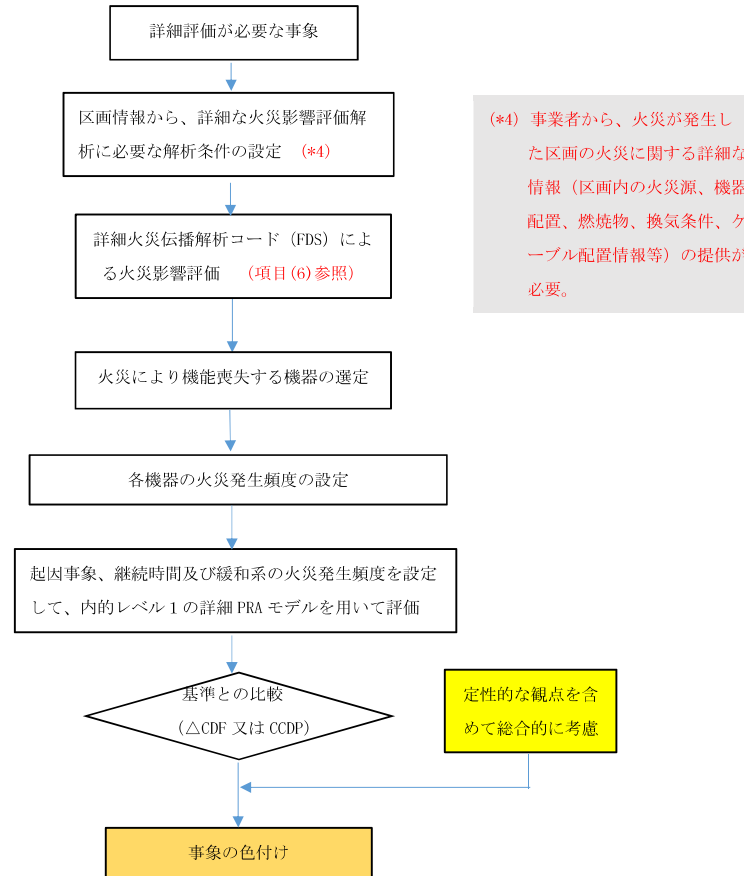 詳細評価が必要な事象
区画情報から、詳細な火災影響評価解
析に必要な解析条件の設定 (*4)
(*4) 事業者から、火災が発生し
た区画の火災に関する詳細な
情報（区画内の火災源、機器
配置、燃焼物、換気条件、ケ
ーブル配置情報等）の提供が
必要。
詳細火災伝播解析コード（FDS）によ
る火災影響評価 （項目(6)参照）
火災により機能喪失する機器の選定
各機器の火災発生頻度の設定
起因事象、継続時間及び緩和系の火災発生頻度を設定
して、内的レベル１の詳細 PRA モデルを用いて評価
基準との比較
（△CDF 又は CCDP）
定性的な観点を含
めて総合的に考慮
事象の色付け